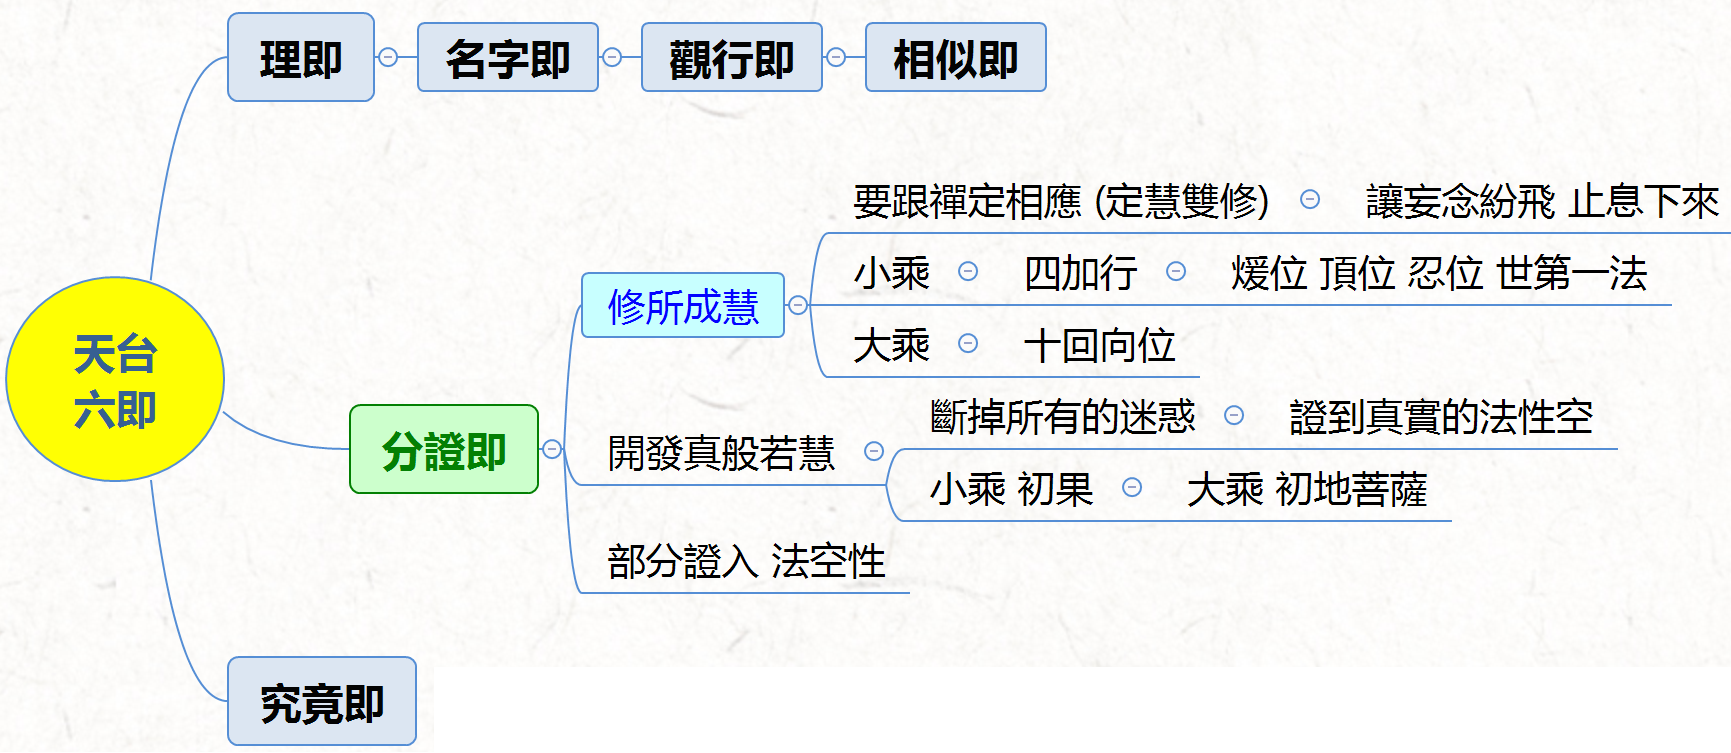 天台
六即
理即
名字即
觀行即
相似即
分證即
修所成慧
要跟禪定相應 (定慧雙修)
讓妄念紛飛 止息下來
小乘
四加行
煖位 頂位 忍位 世第一法
大乘
十回向位
開發真般若慧
斷掉所有的迷惑
證到真實的法性空
小乘 初果
大乘 初地菩薩
部分證入 法空性
究竟即